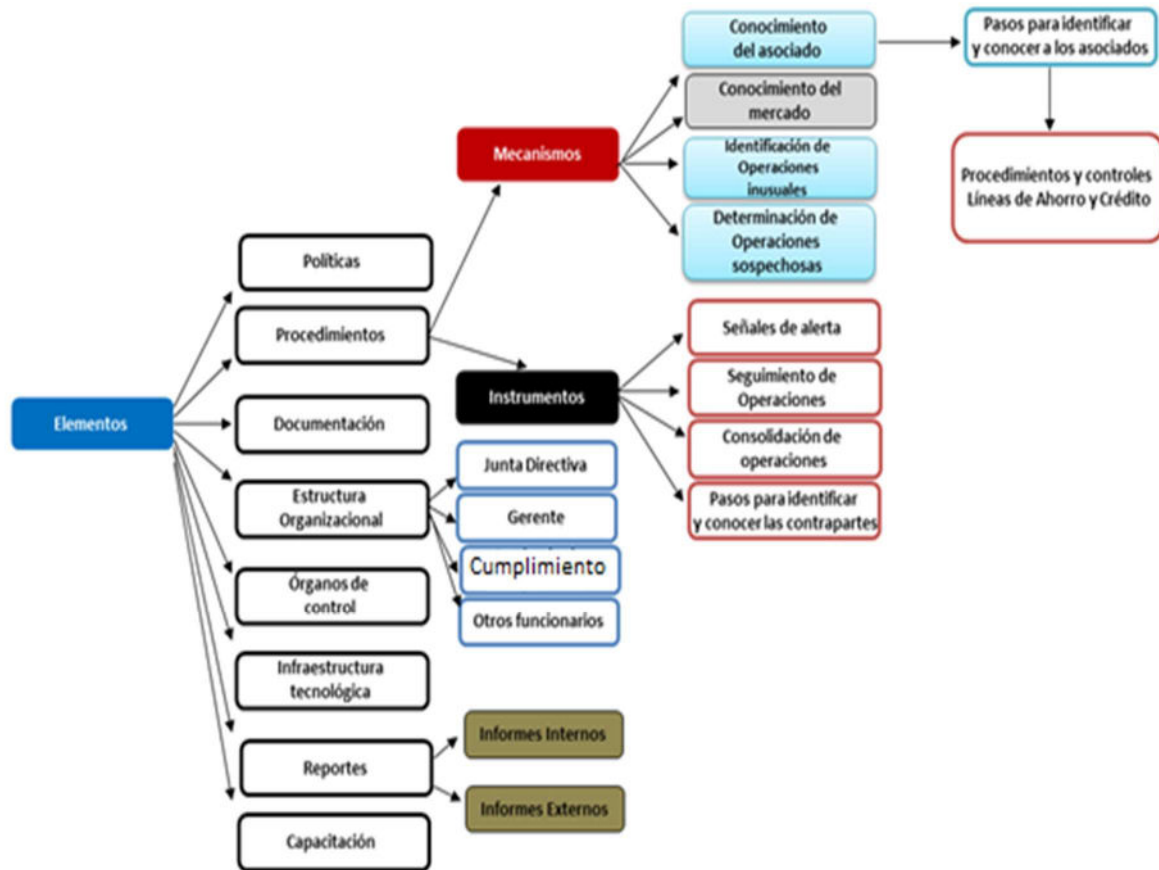 Elementos
Políticas
Procedimientos
Documentación
Estructura
Organizacional
Órganos de
control
Infraestructura
tecnológica
Reportes
Capacitación
Mecanismos
Instrumentos
Junta Directiva
Gerente
Cumplimiento
Otros funcionarios
Informes Internos
Informes Externos
Conocimiento
del asociado
Conocimiento del
mercado
Identificación de
Operaciones
inusuales
Determinación de
Operaciones
sospechosas
Señales de alerta
Seguimiento de
Operaciones
Consolidación de
operaciones
Pasos para identificar
y conocer las contrapartes
Pasos para identificar
y conocer a los asociados
Procedimientos y controles
Líneas de Ahorro y Crédito